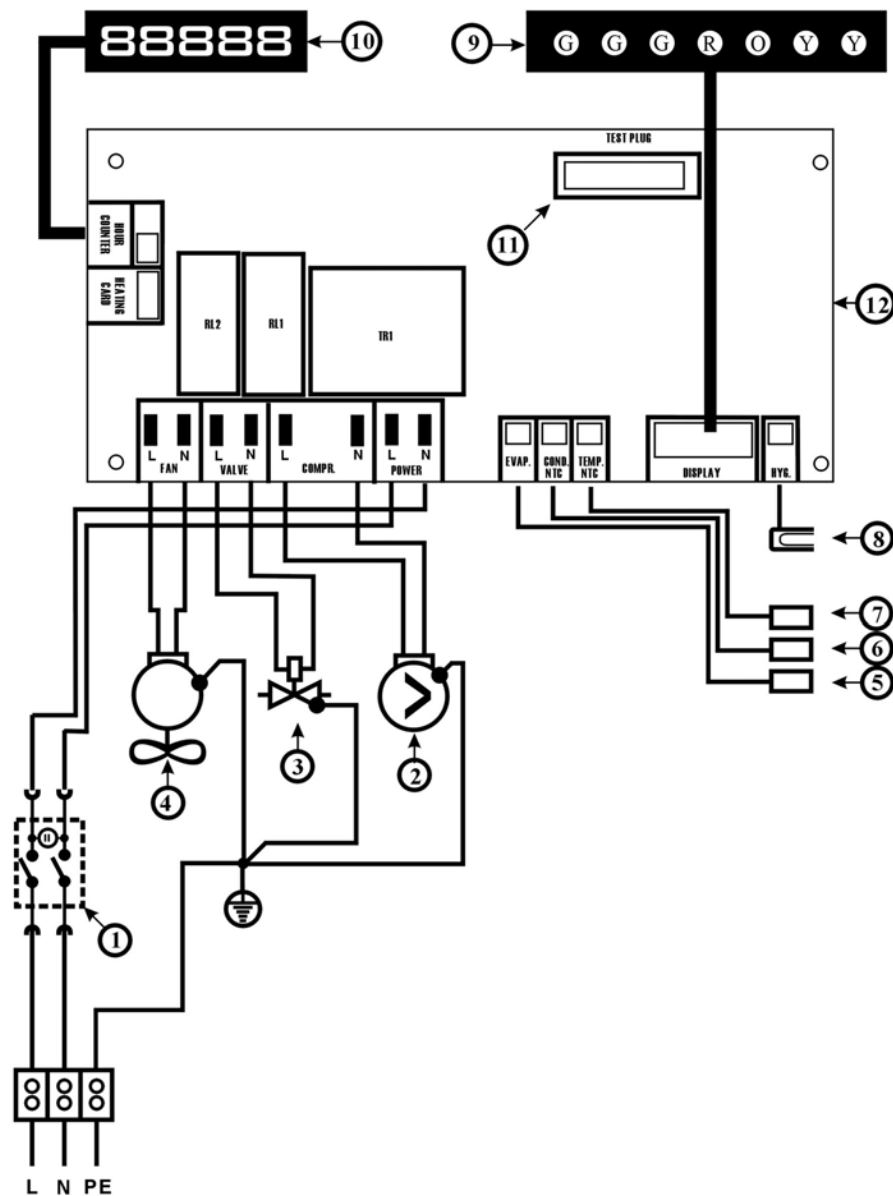 88888
10
9
G G G R O Y Y
TEST PLUG
11
HOUR
COUNTER
HEATING
CARD
12
RL2
RL1
TR1
L N L N L N L N
FAN
VALVE
COMPR.
POWER
EVAP.
COND.
NTC
TEMP.
NTC
DISPLAY
HYG.
8
7
6
5
4
3
2
1
L N PE